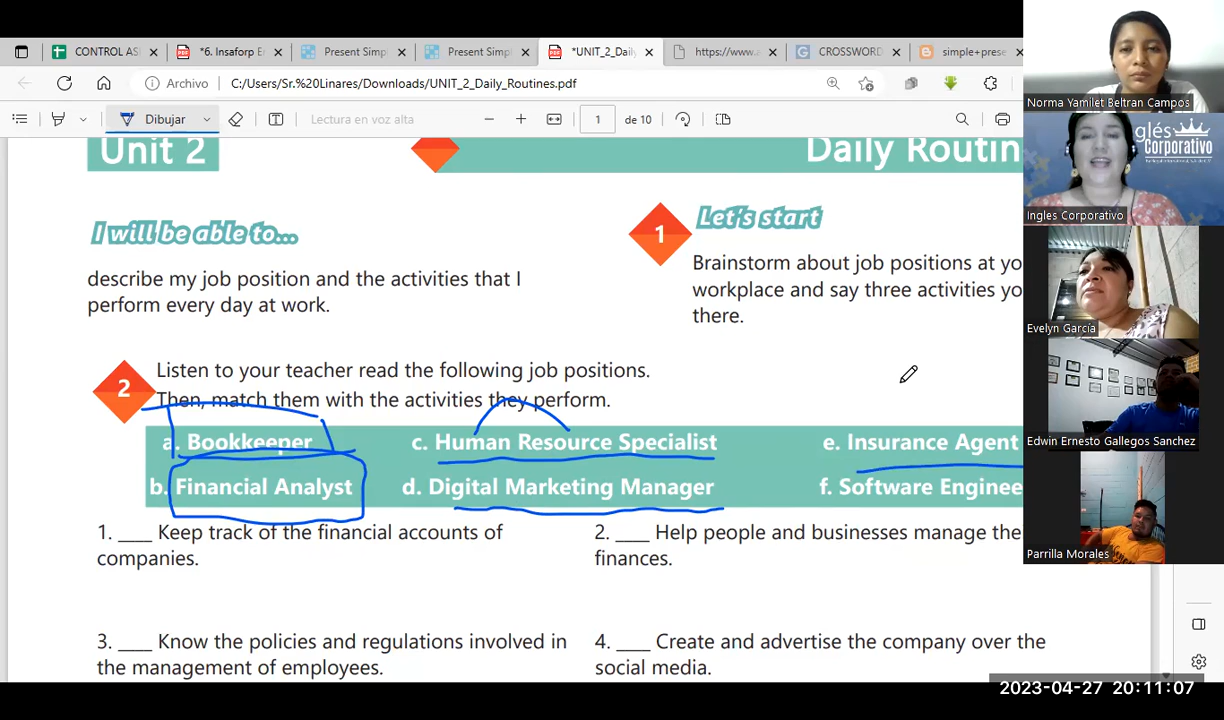 CONTROL AS
*6. Insaforp E
Present Simp
Present Simp
*UNIT_2_Dail
https://www.
CROSSWORD
simple+prese
Archivo
C:/Users/Sr.%20Linares/Downloads/UNIT_2_Daily_Routines.pdf
Dibujar
Lectura en voz alta
1
de 10
Unit 2
Daily Routin
I will be able to...
describe my job position and the activities that I
perform every day at work.
1
Let's start
Brainstorm about job positions at yo
workplace and say three activities yo
there.
2
Listen to your teacher read the following job positions.
Then, match them with the activities they perform.
a. Bookkeeper
c. Human Resource Specialist
e. Insurance Agent
b. Financial Analyst
d. Digital Marketing Manager
f. Software Enginee
1. ____ Keep track of the financial accounts of
companies.
2. ____ Help people and businesses manage the
finances.
3. ____ Know the policies and regulations involved in
the management of employees.
4. ____ Create and advertise the company over the
social media.
Norma Yamilet Beltran Campos
glés
Corporativo
Ingles Corporativo
Evelyn García
Edwin Ernesto Gallegos Sanchez
Parrilla Morales
2023-04-27 20:11:07